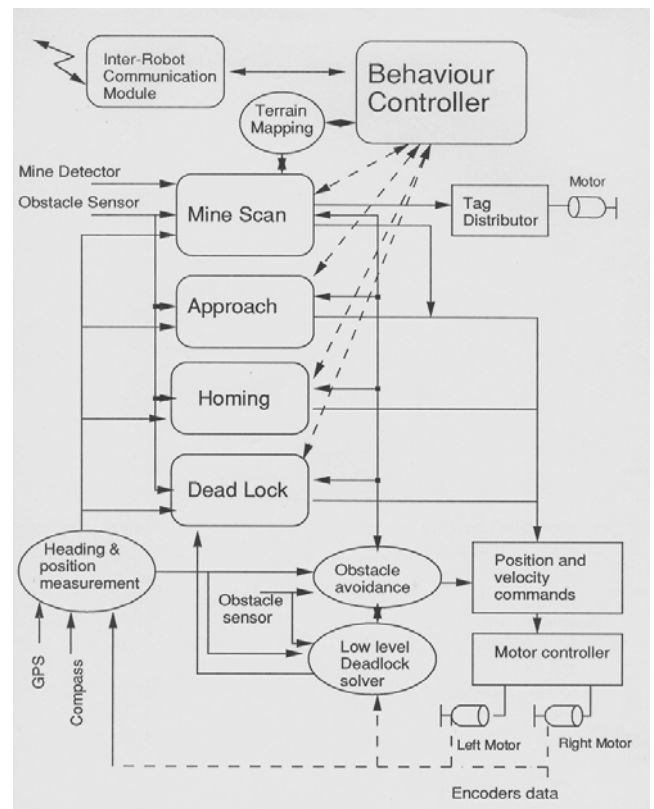 Inter-Robot
Communication
Module
Behaviour
Controller
Terrain
Mapping
Mine Detector
Obstacle Sensor
Mine Scan
Tag
Distributor
Motor
Approach
Homing
Dead Lock
Heading &
position
measurement
Obstacle
avoidance
Position and
velocity
commands
Obstacle
sensor
Low level
Deadlock
solver
Motor controller
GPS
Compass
Left Motor
Right Motor
Encoders data